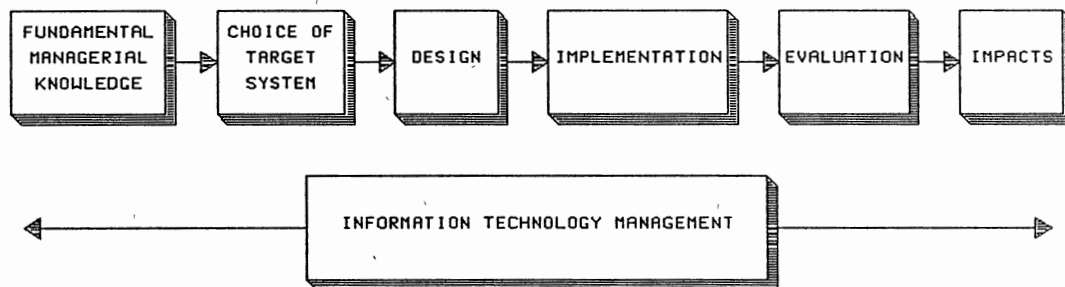 FUNDAMENTAL
MANAGERIAL
KNOWLEDGE
CHOICE OF
TARGET
SYSTEM
DESIGN
IMPLEMENTATION
EVALUATION
IMPACTS
INFORMATION TECHNOLOGY MANAGEMENT